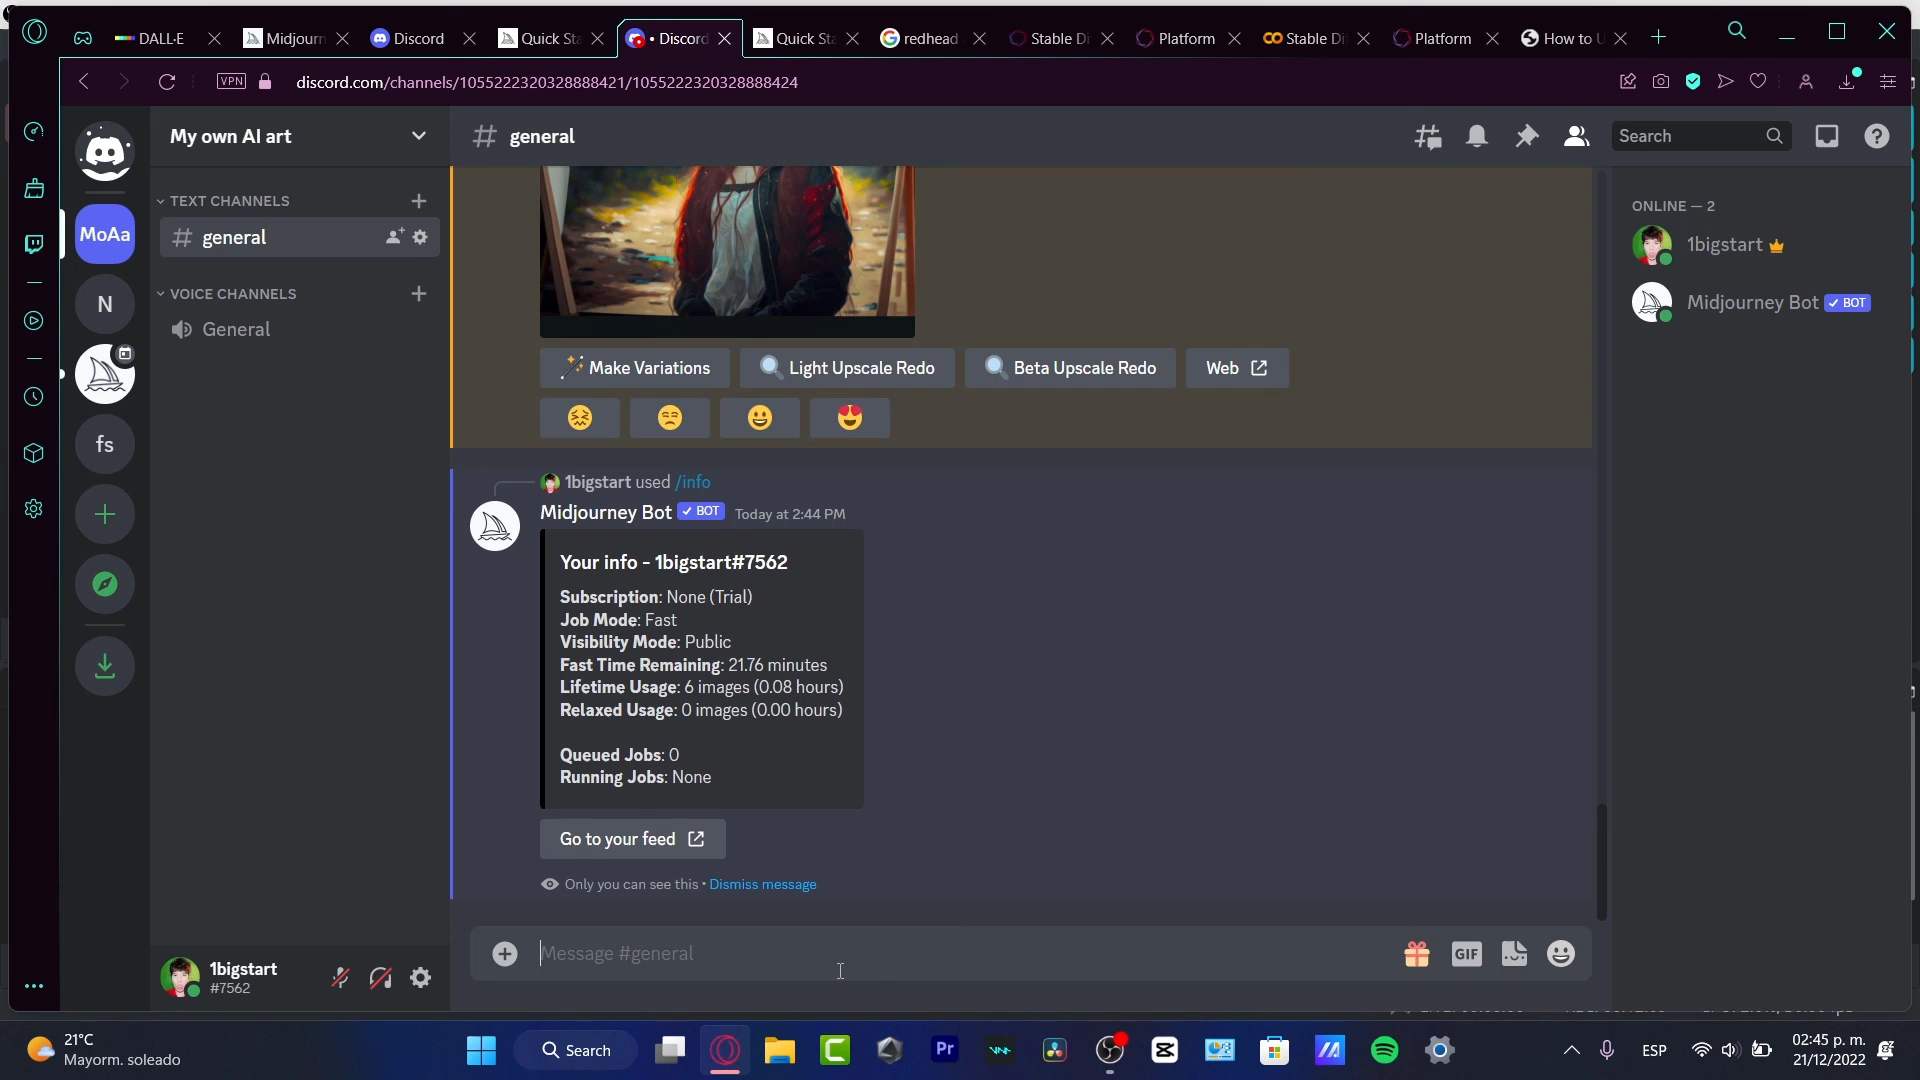 DALL·E
Midjourn
Discord
Quick Sta
• Discord
Quick Sta
redhead
Stable Di
Platform
Stable Di
Platform
How to U
VPN
discord.com/channels/1055222320328888421/1055222320328888424
My own AI art
general
Search
TEXT CHANNELS
general
VOICE CHANNELS
General
MoAa
N
fs
ONLINE — 2
1bigstart
Midjourney Bot ✓ BOT
Make Variations
Light Upscale Redo
Beta Upscale Redo
Web
1bigstart used /info
Midjourney Bot ✓ BOT Today at 2:44 PM
Your info - 1bigstart#7562
Subscription: None (Trial)
Job Mode: Fast
Visibility Mode: Public
Fast Time Remaining: 21.76 minutes
Lifetime Usage: 6 images (0.08 hours)
Relaxed Usage: 0 images (0.00 hours)
Queued Jobs: 0
Running Jobs: None
Go to your feed
Only you can see this • Dismiss message
Message #general
GIF
1bigstart
#7562
21°C
Mayorm. soleado
Search
Pr
ESP
02:45 p. m.
21/12/2022